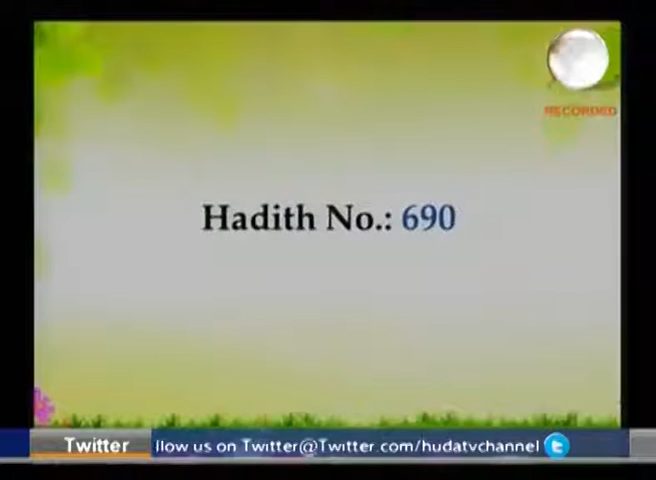 RECORDED
Hadith No.: 690
Twitter
llow us on Twitter@Twitter.com/hudatvchannel